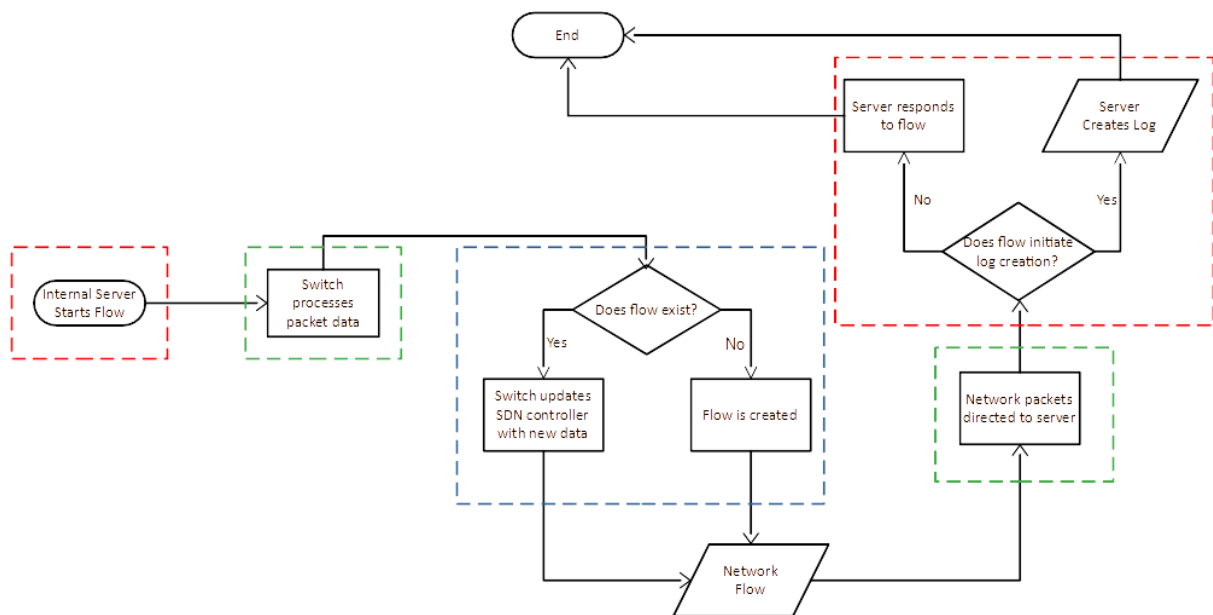 End
Server responds
to flow
Server
Creates Log
No
Yes
Does flow initiate
log creation?
Internal Server
Starts Flow
Switch
processes
packet data
Does flow exist?
Yes
No
Switch updates
SDN controller
with new data
Flow is created
Network packets
directed to server
Network
Flow